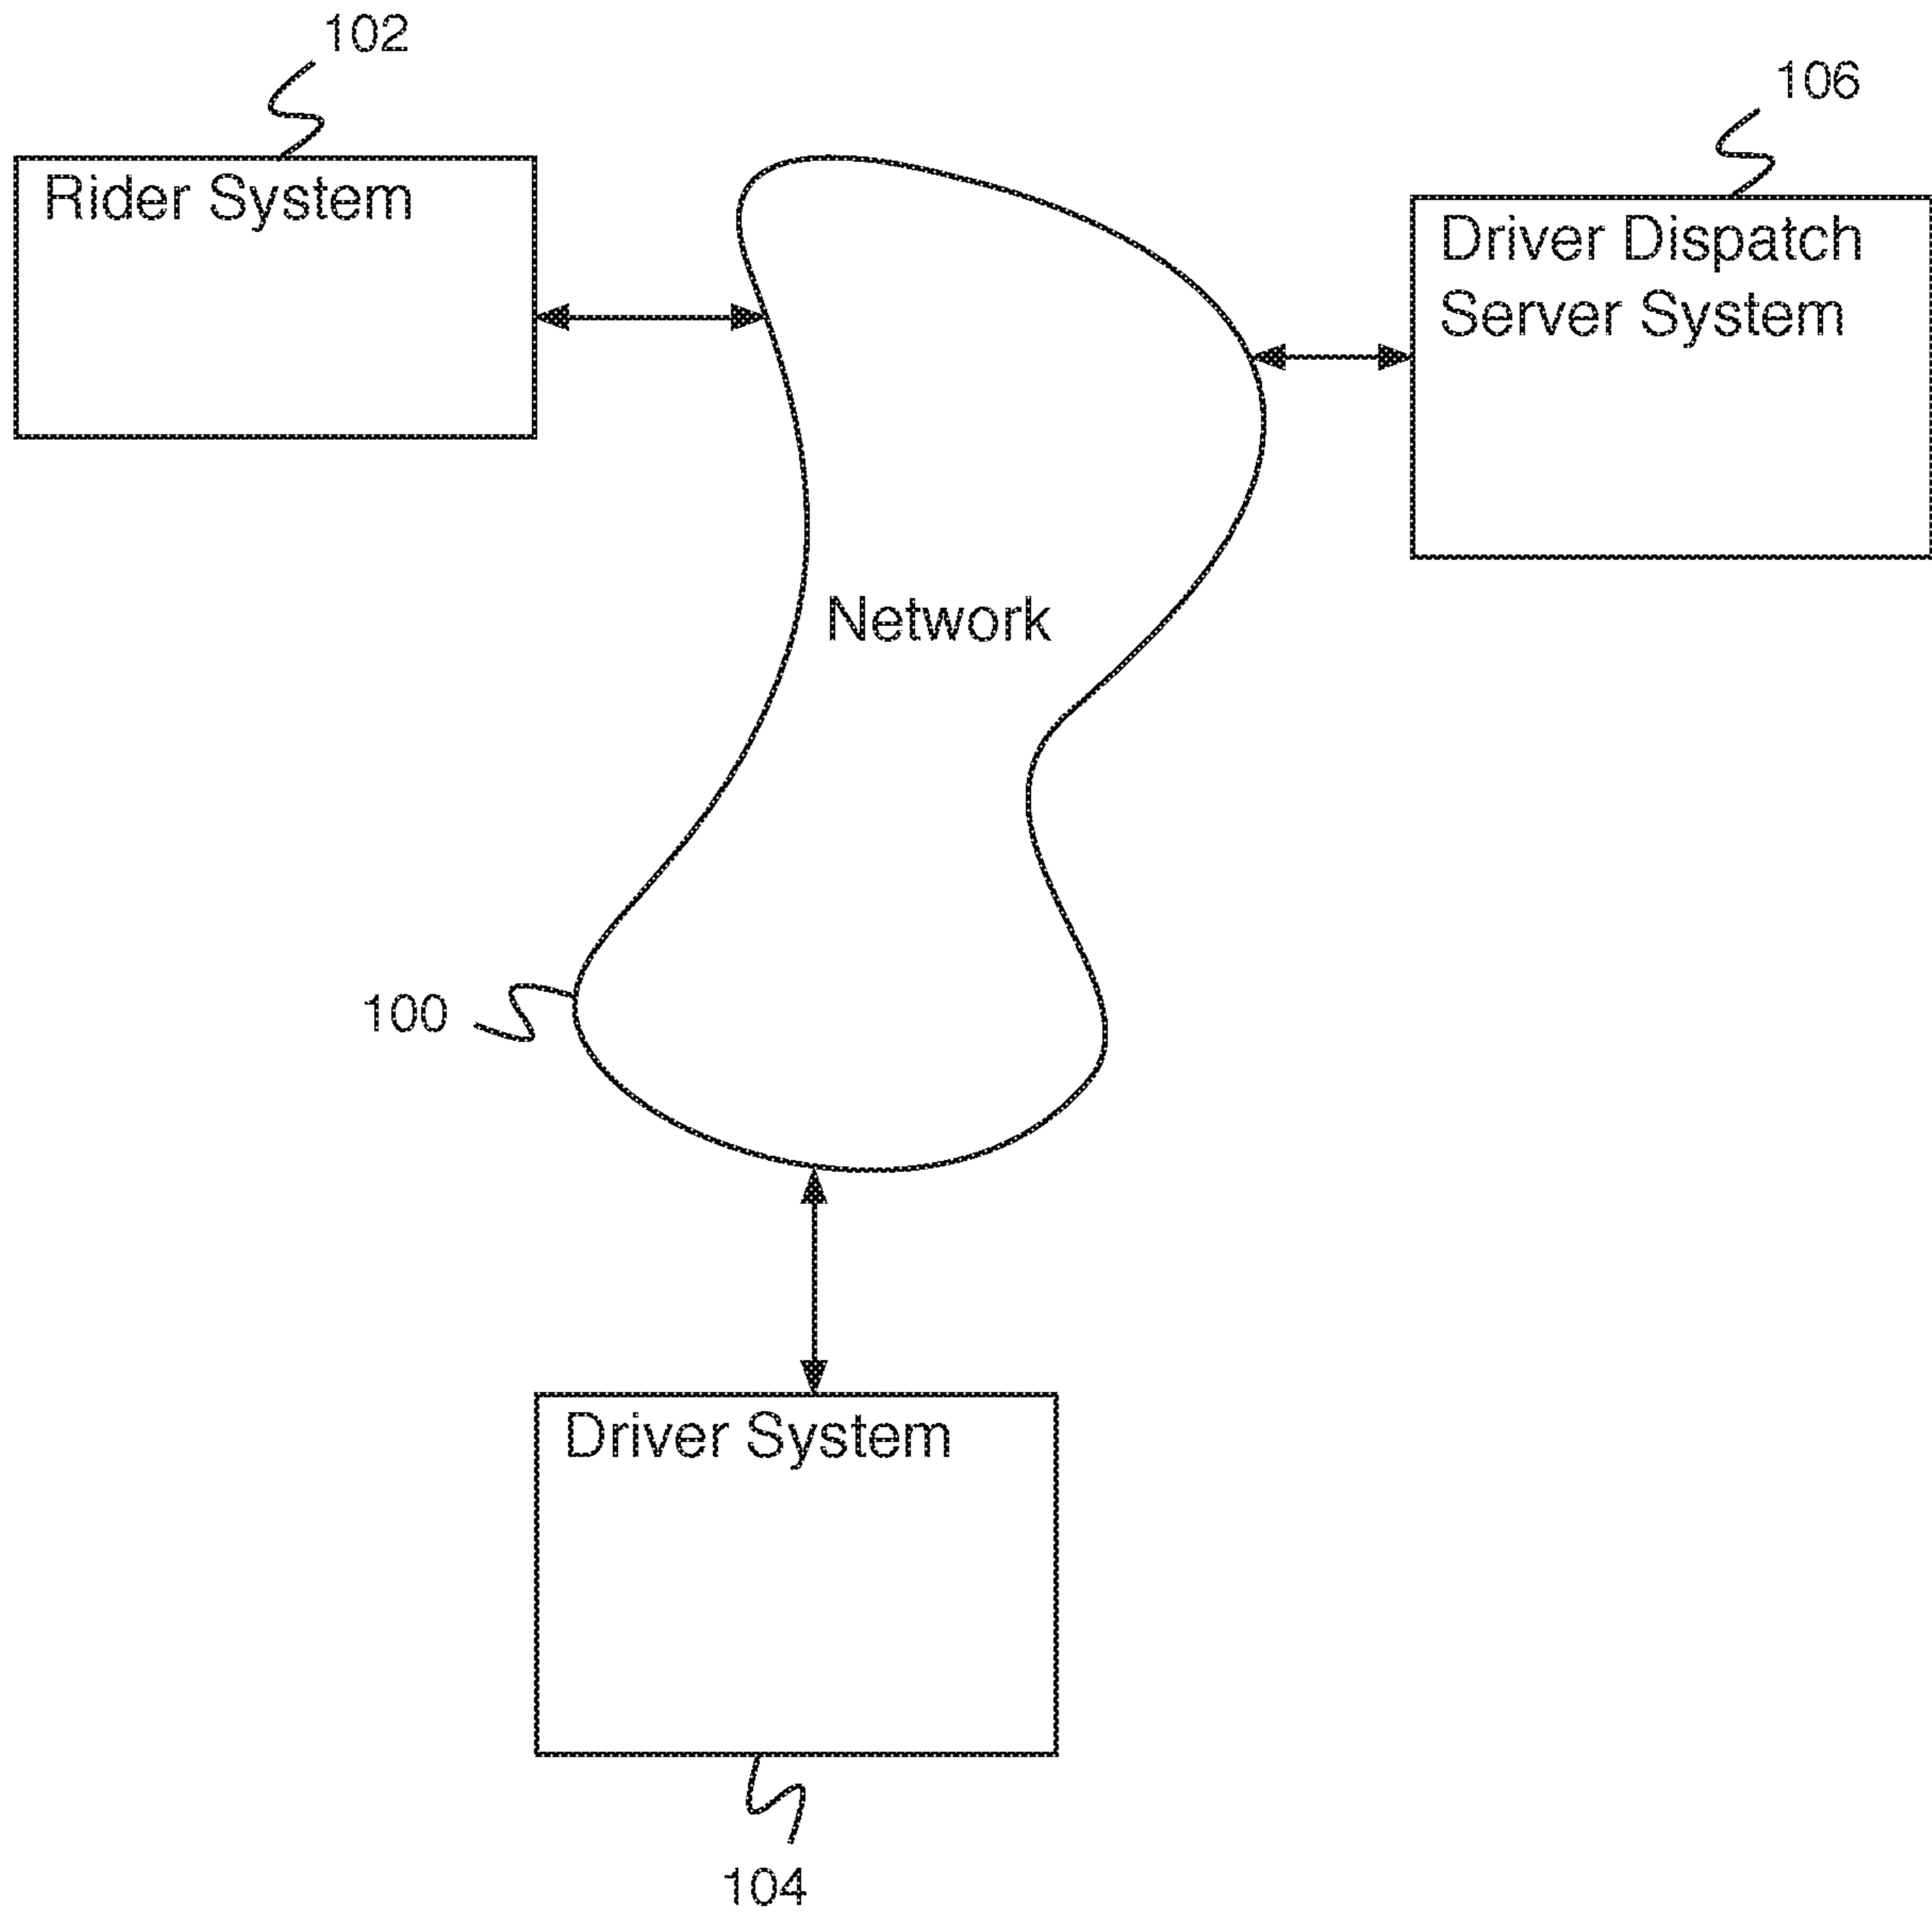 102
106
Rider System
Driver Dispatch
Server System
Network
100
Driver System
104